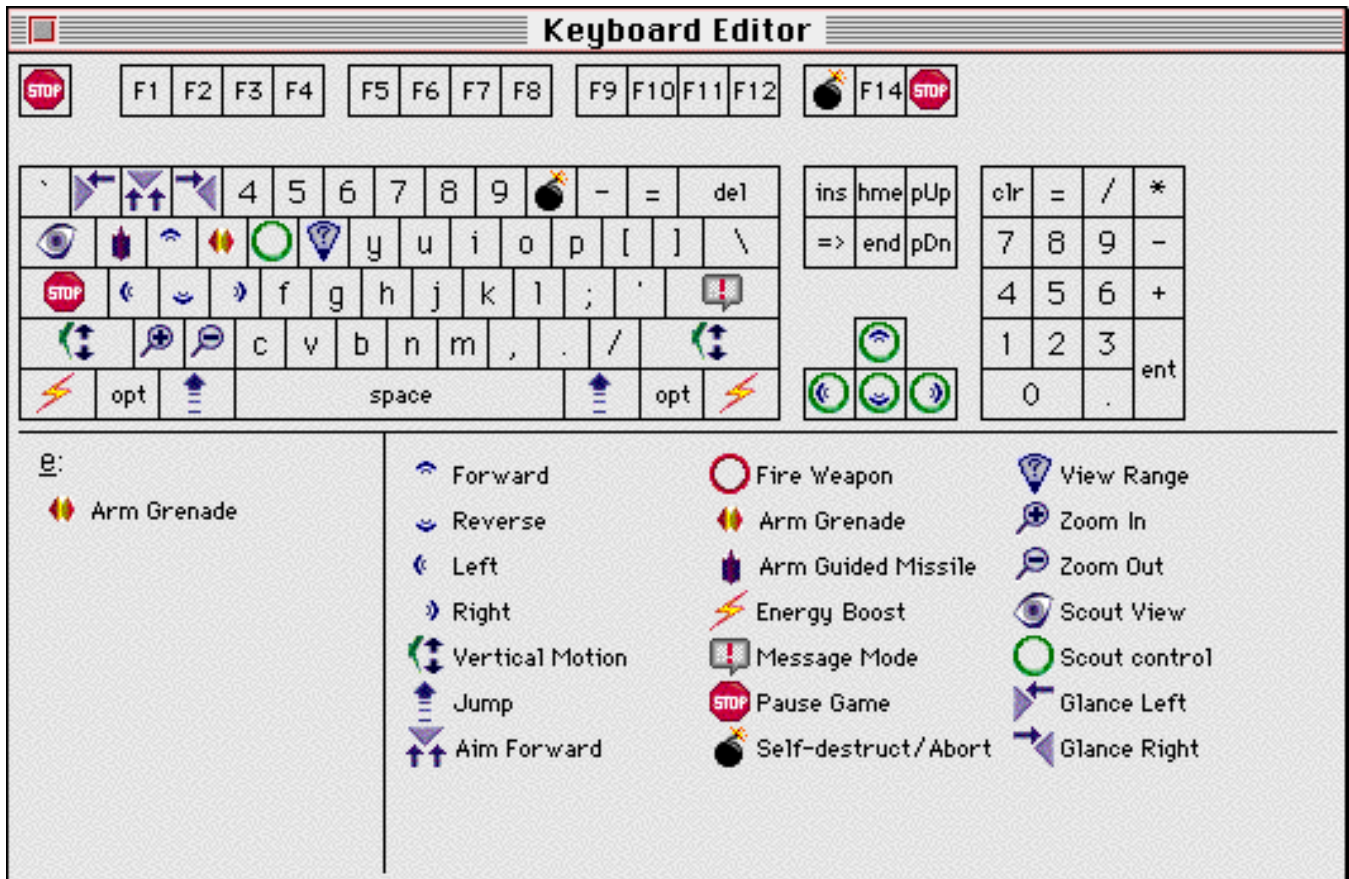 Keyboard Editor
STOP F1 F2 F3 F4 F5 F6 F7 F8 F9 F10 F11 F12 F14 STOP
` 4 5 6 7 8 9 - = del ins hme pUp clr = / *
y u i o p [ ] \ => end pDn 7 8 9 -
STOP f g h j k l ; ' 4 5 6 +
c v b n m , . / 1 2 3
opt space opt 0 . ent
e:
Arm Grenade
Forward Fire Weapon View Range
Reverse Arm Grenade Zoom In
Left Arm Guided Missile Zoom Out
Right Energy Boost Scout View
Vertical Motion Message Mode Scout control
Jump STOP Pause Game Glance Left
Aim Forward Self-destruct/Abort Glance Right